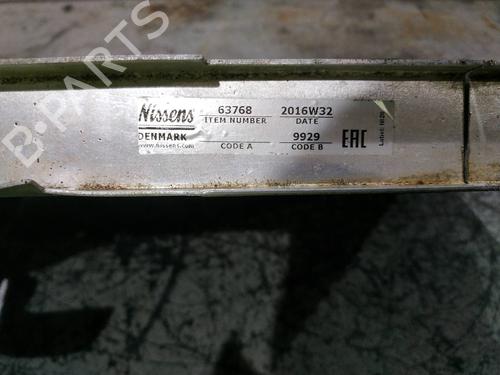 B-PARTS
Nissens 63768 2016W32
ITEM NUMBER DATE
DENMARK 9929 EAC
www.nissens.com CODE A CODE B